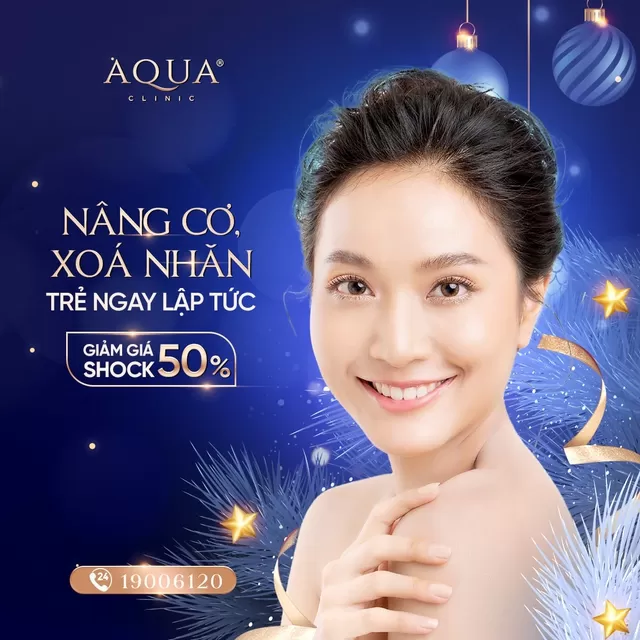 AQUA®
CLINIC
NÂNG CƠ,
XOÁ NHĂN
TRẺ NGAY LẬP TỨC
GIẢM GIÁ
SHOCK 50%
24 19006120